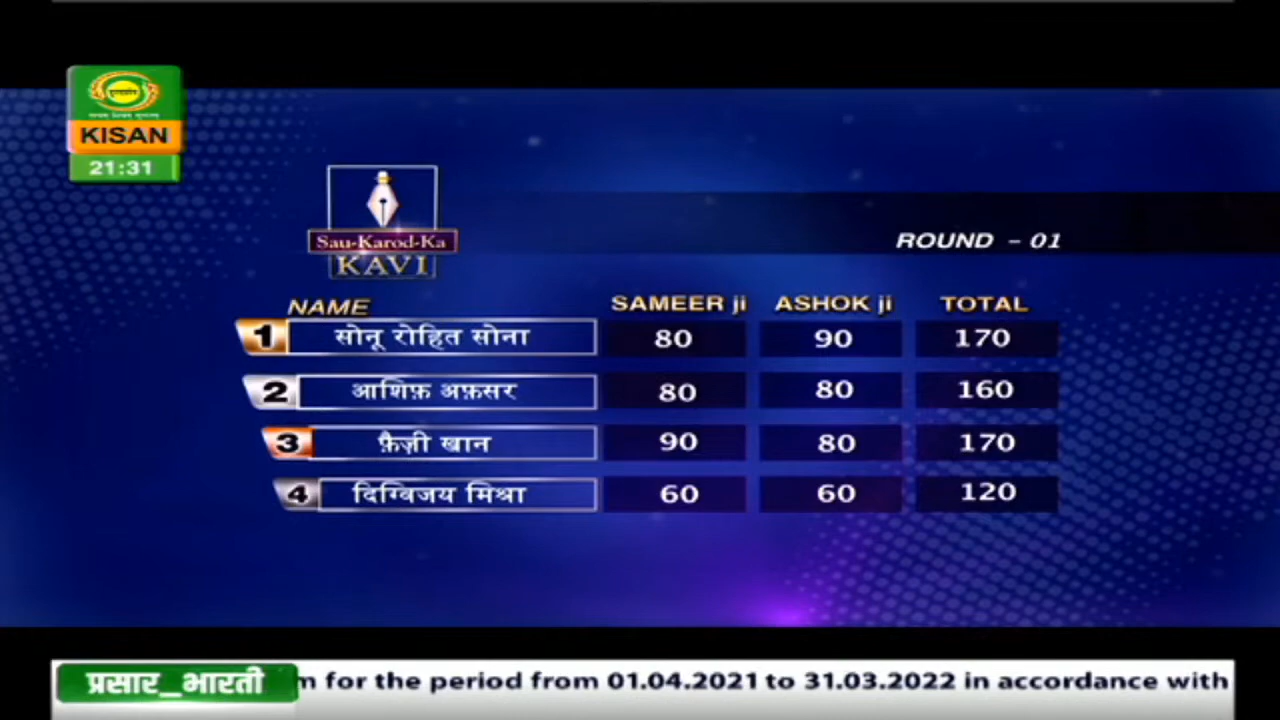 KISAN
21:31
Sau-Karod-Ka
KAVI
ROUND - 01
NAME SAMEER ji ASHOK ji TOTAL
1 सोनू रोहित सोना 80 90 170
2 आशिफ़ अफ़सर 80 80 160
3 फ़ैज़ी खान 90 80 170
4 दिग्विजय मिश्रा 60 60 120
प्रसार_भारती m for the period from 01.04.2021 to 31.03.2022 in accordance with